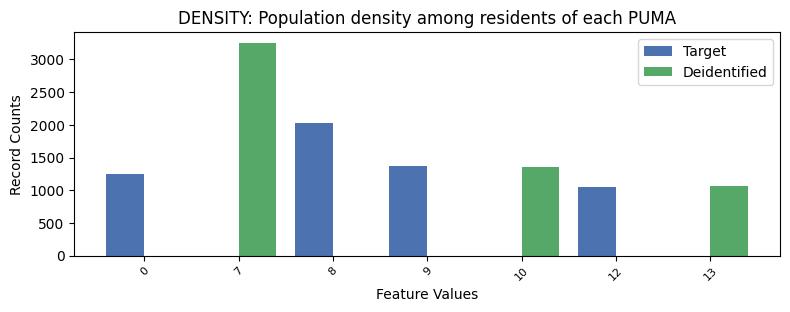 DENSITY: Population density among residents of each PUMA
Target
Deidentified
Record Counts
3000
2500
2000
1500
1000
500
0
0 7 8 9 10 12 13
Feature Values